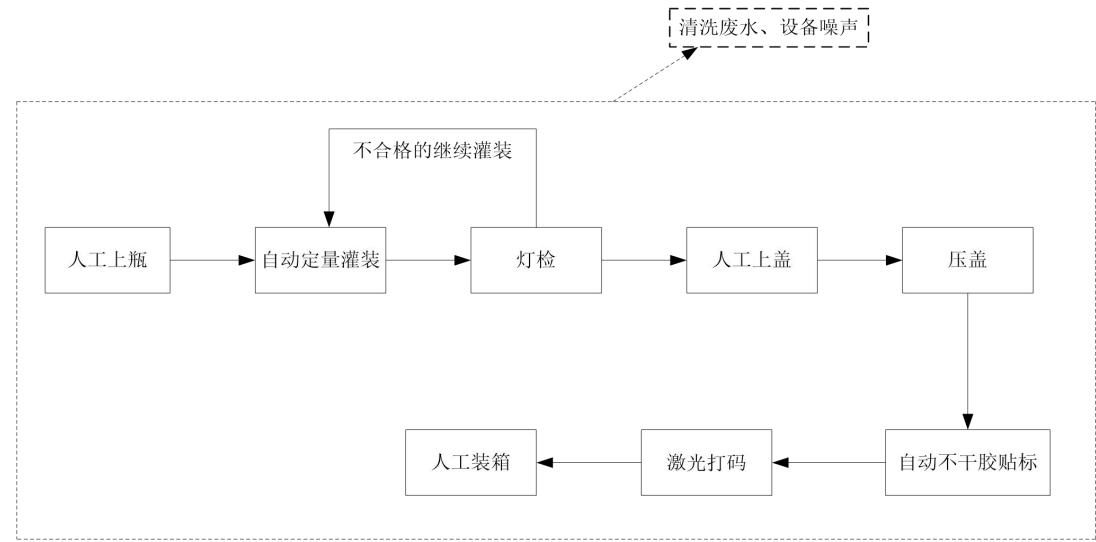 清洗废水、设备噪声
不合格的继续灌装
人工上瓶
自动定量灌装
灯检
人工上盖
压盖
人工装箱
激光打码
自动不干胶贴标